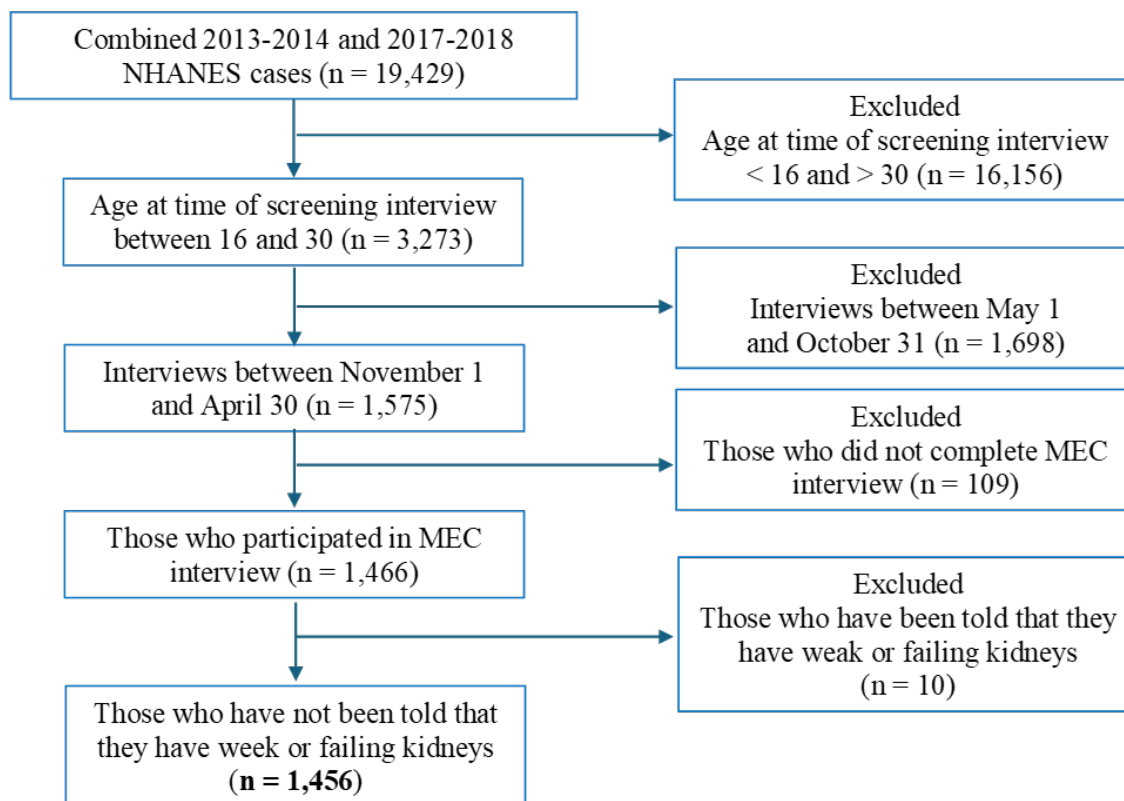 Combined 2013-2014 and 2017-2018
NHANES cases (n = 19,429)
Excluded
Age at time of screening interview
< 16 and > 30 (n = 16,156)
Age at time of screening interview
between 16 and 30 (n = 3,273)
Excluded
Interviews between May 1
and October 31 (n = 1,698)
Interviews between November 1
and April 30 (n = 1,575)
Excluded
Those who did not complete MEC
interview (n = 109)
Those who participated in MEC
interview (n = 1,466)
Excluded
Those who have been told that they
have weak or failing kidneys
(n = 10)
Those who have not been told that
they have week or failing kidneys
(n = 1,456)